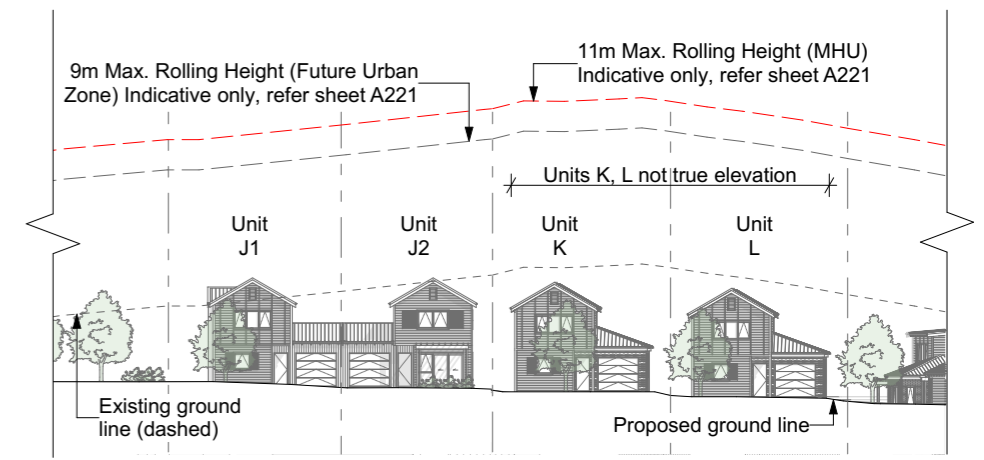 9m Max. Rolling Height (Future Urban
Zone) Indicative only, refer sheet A221
11m Max. Rolling Height (MHU)
Indicative only, refer sheet A221
Units K, L not true elevation
Unit
J1
Unit
J2
Unit
K
Unit
L
Existing ground
line (dashed)
Proposed ground line